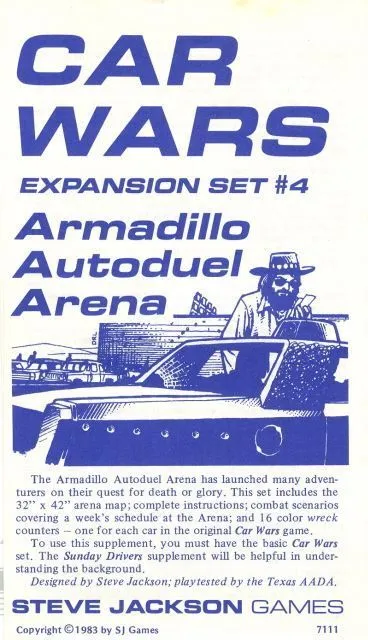 CAR
WARS
EXPANSION SET #4
Armadillo
Autoduel
Arena
DRL
The Armadillo Autoduel Arena has launched many adven-
turers on their quest for death or glory. This set includes the
32" x 42" arena map; complete instructions; combat scenarios
covering a week's schedule at the Arena; and 16 color wreck
counters – one for each car in the original Car Wars game.
To use this supplement, you must have the basic Car Wars
set. The Sunday Drivers supplement will be helpful in under-
standing the background.
Designed by Steve Jackson; playtested by the Texas AADA.
STEVE JACKSON GAMES
Copyright ©1983 by SJ Games 7111